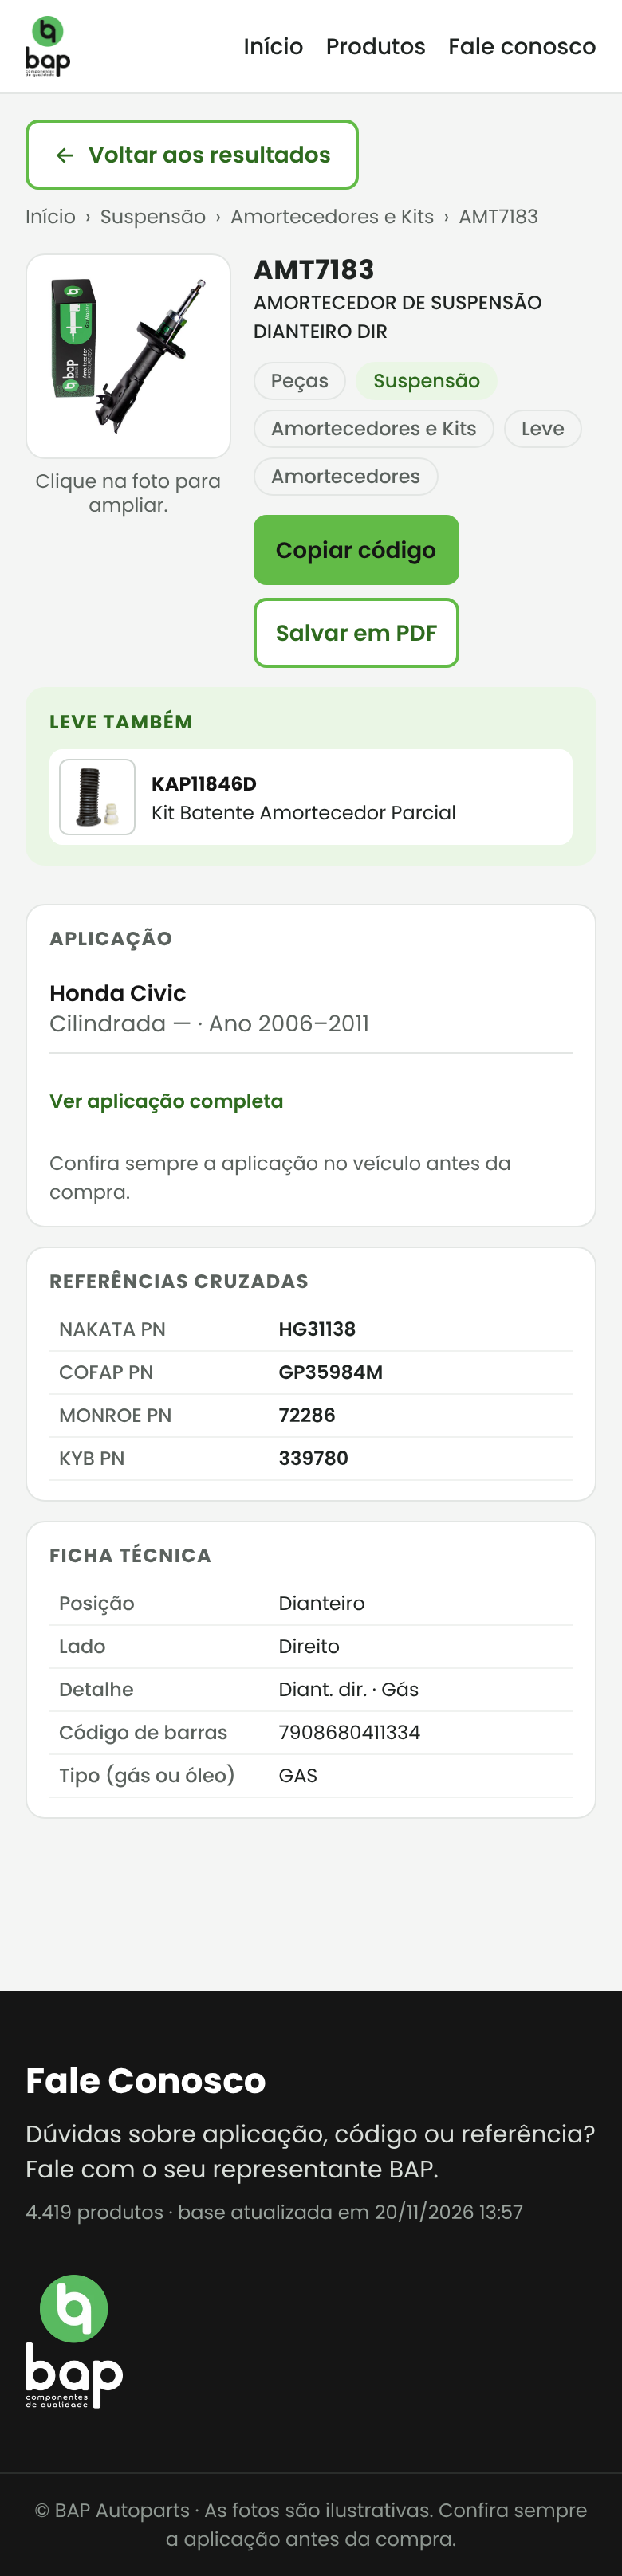 bap
componentes
de qualidade
Início Produtos Fale conosco
← Voltar aos resultados
Início › Suspensão › Amortecedores e Kits › AMT7183
AMT7183
AMORTECEDOR DE SUSPENSÃO
DIANTEIRO DIR
Peças Suspensão
Amortecedores e Kits Leve
Amortecedores
bap
Clique na foto para
ampliar.
Copiar código
Salvar em PDF
LEVE TAMBÉM
KAP11846D
Kit Batente Amortecedor Parcial
APLICAÇÃO
Honda Civic
Cilindrada — · Ano 2006–2011
Ver aplicação completa
Confira sempre a aplicação no veículo antes da
compra.
REFERÊNCIAS CRUZADAS
NAKATA PN HG31138
COFAP PN GP35984M
MONROE PN 72286
KYB PN 339780
FICHA TÉCNICA
Posição Dianteiro
Lado Direito
Detalhe Diant. dir. · Gás
Código de barras 7908680411334
Tipo (gás ou óleo) GAS
Fale Conosco
Dúvidas sobre aplicação, código ou referência?
Fale com o seu representante BAP.
4.419 produtos · base atualizada em 20/11/2026 13:57
bap
componentes
de qualidade
© BAP Autoparts · As fotos são ilustrativas. Confira sempre
a aplicação antes da compra.